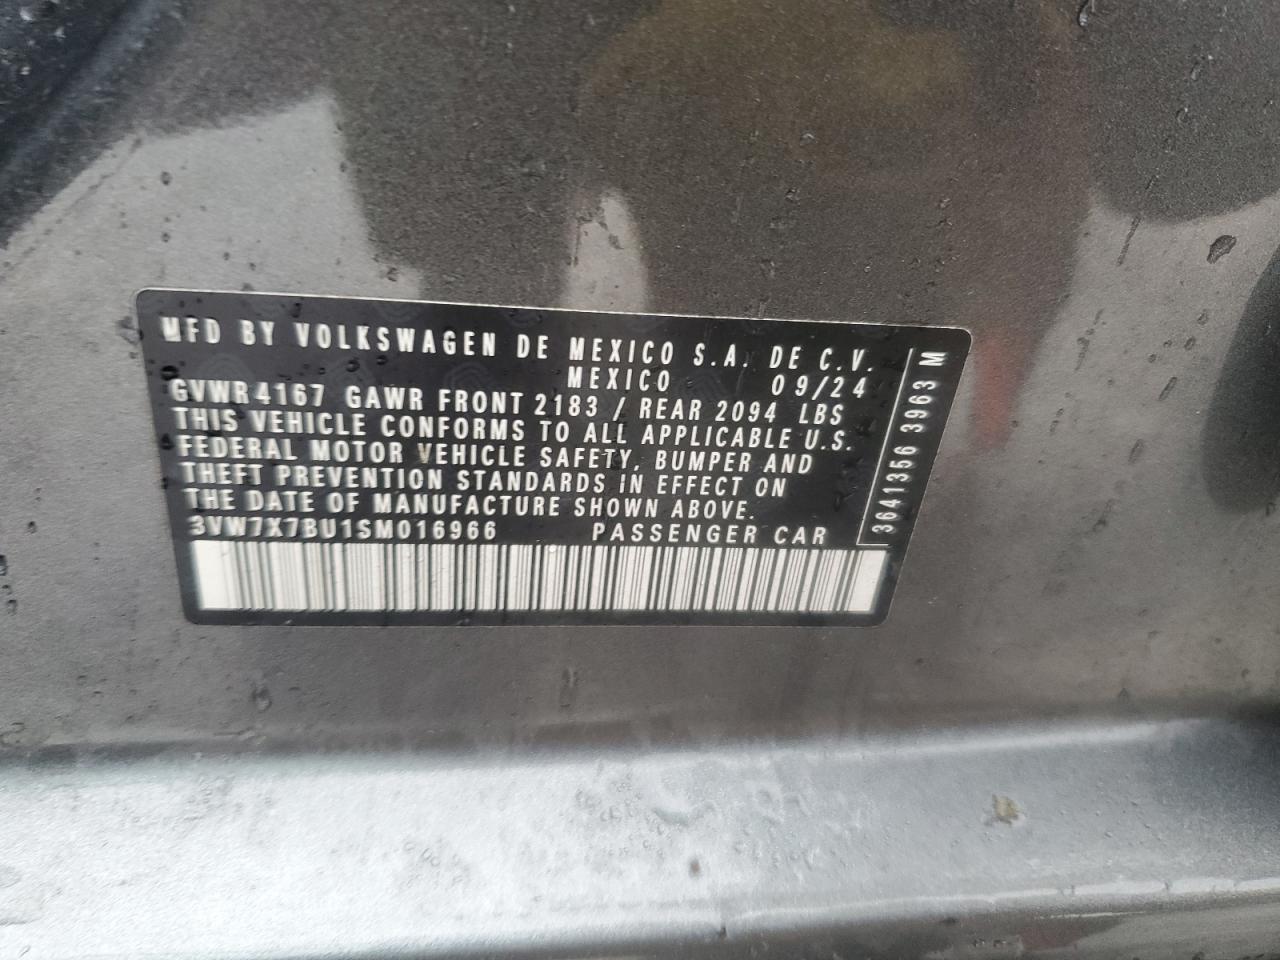 MFD BY VOLKSWAGEN DE MEXICO S.A. DE C.V.
MEXICO 09/24
GVWR 4167 GAWR FRONT 2183 / REAR 2094 LBS
THIS VEHICLE CONFORMS TO ALL APPLICABLE U.S.
FEDERAL MOTOR VEHICLE SAFETY, BUMPER AND
THEFT PREVENTION STANDARDS IN EFFECT ON
THE DATE OF MANUFACTURE SHOWN ABOVE.
3VW7X7BU1SM016966 PASSENGER CAR
3641356 3963 M